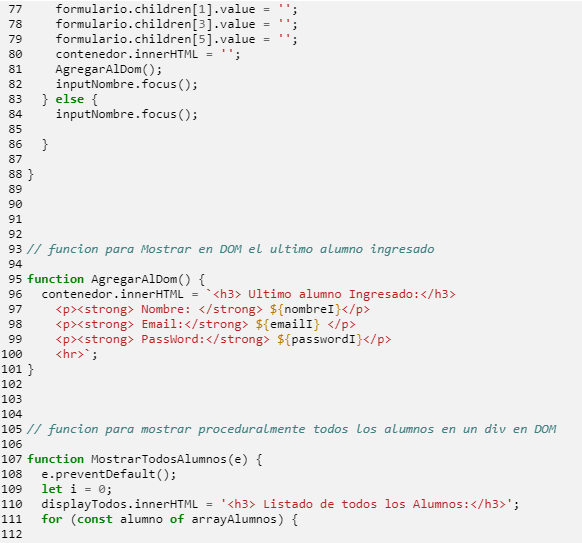 77     formulario.children[1].value = '';
78     formulario.children[3].value = '';
79     formulario.children[5].value = '';
80     contenedor.innerHTML = '';
81     AgregarAlDom();
82     inputNombre.focus();
83   } else {
84     inputNombre.focus();
85
86   }
87
88 }
89
90
91
92
93 // funcion para Mostrar en DOM el ultimo alumno ingresado
94
95 function AgregarAlDom() {
96   contenedor.innerHTML = `<h3> Ultimo alumno Ingresado:</h3>
97     <p><strong> Nombre: </strong> ${nombreI}</p>
98     <p><strong> Email:</strong> ${emailI} </p>
99     <p><strong> PassWord:</strong> ${passwordI}</p>
100     <hr>`;
101 }
102
103
104
105 // funcion para mostrar proceduralmente todos los alumnos en un div en DOM
106
107 function MostrarTodosAlumnos(e) {
108   e.preventDefault();
109   let i = 0;
110   displayTodos.innerHTML = '<h3> Listado de todos los Alumnos:</h3>';
111   for (const alumno of arrayAlumnos) {
112